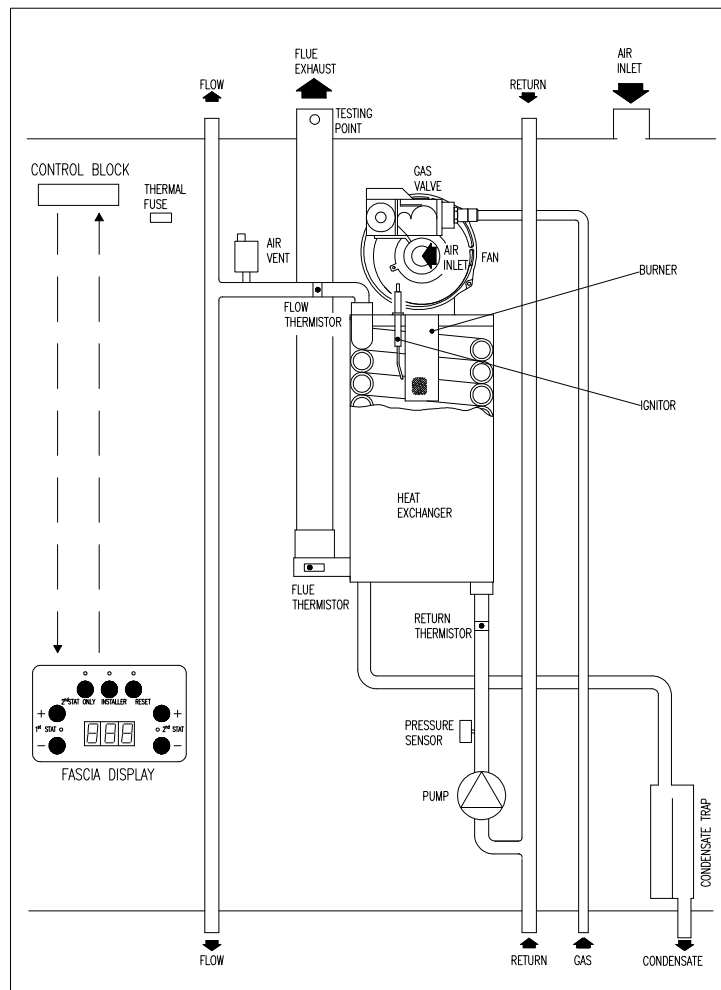 FLUE
EXHAUST
AIR
INLET
FLOW
RETURN
TESTING
POINT
CONTROL BLOCK
THERMAL
FUSE
GAS
VALVE
AIR
VENT
AIR
INLET
FAN
BURNER
FLOW
THERMISTOR
IGNITOR
HEAT
EXCHANGER
FLUE
THERMISTOR
RETURN
THERMISTOR
2nd STAT ONLY
INSTALLER
RESET
+
+
1st STAT
2nd STAT
888
−
−
FASCIA DISPLAY
PRESSURE
SENSOR
PUMP
CONDENSATE TRAP
FLOW
RETURN
GAS
CONDENSATE